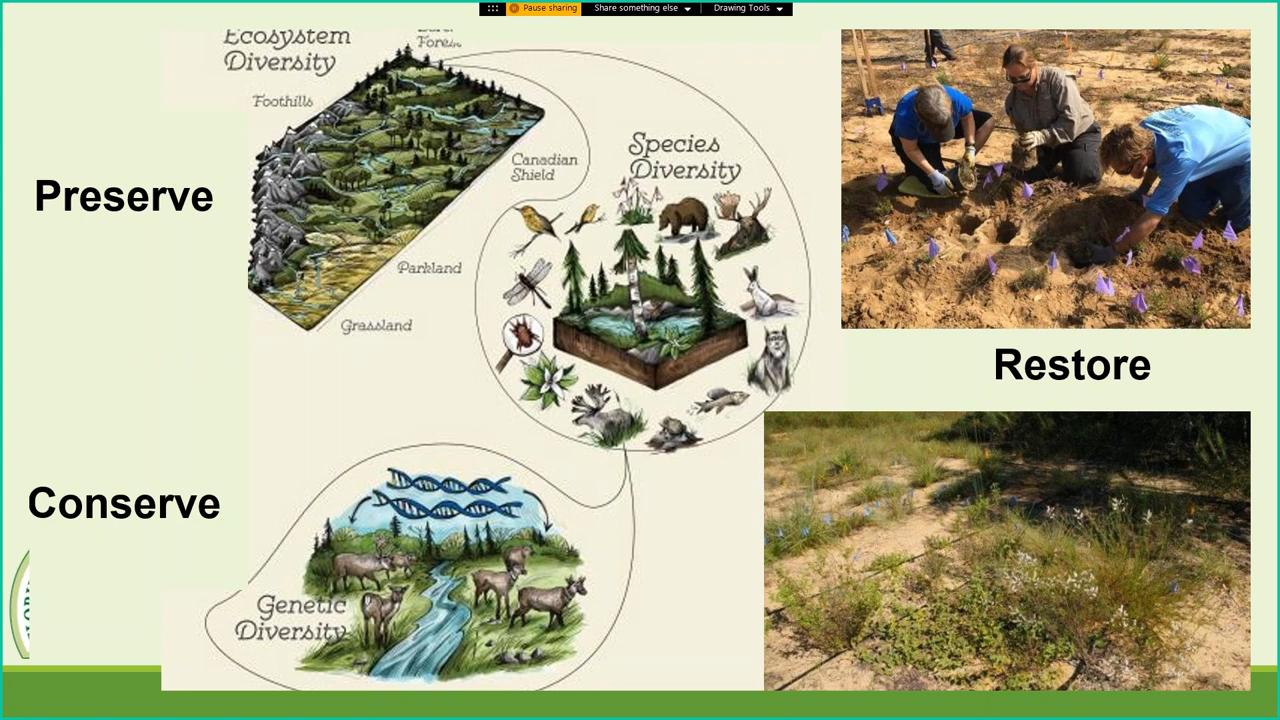 Pause sharing
Share something else
Drawing Tools
Ecosystem
Diversity
Foothills
Canadian
Shield
Parkland
Grassland
Species
Diversity
Preserve
Restore
Conserve
Genetic
Diversity